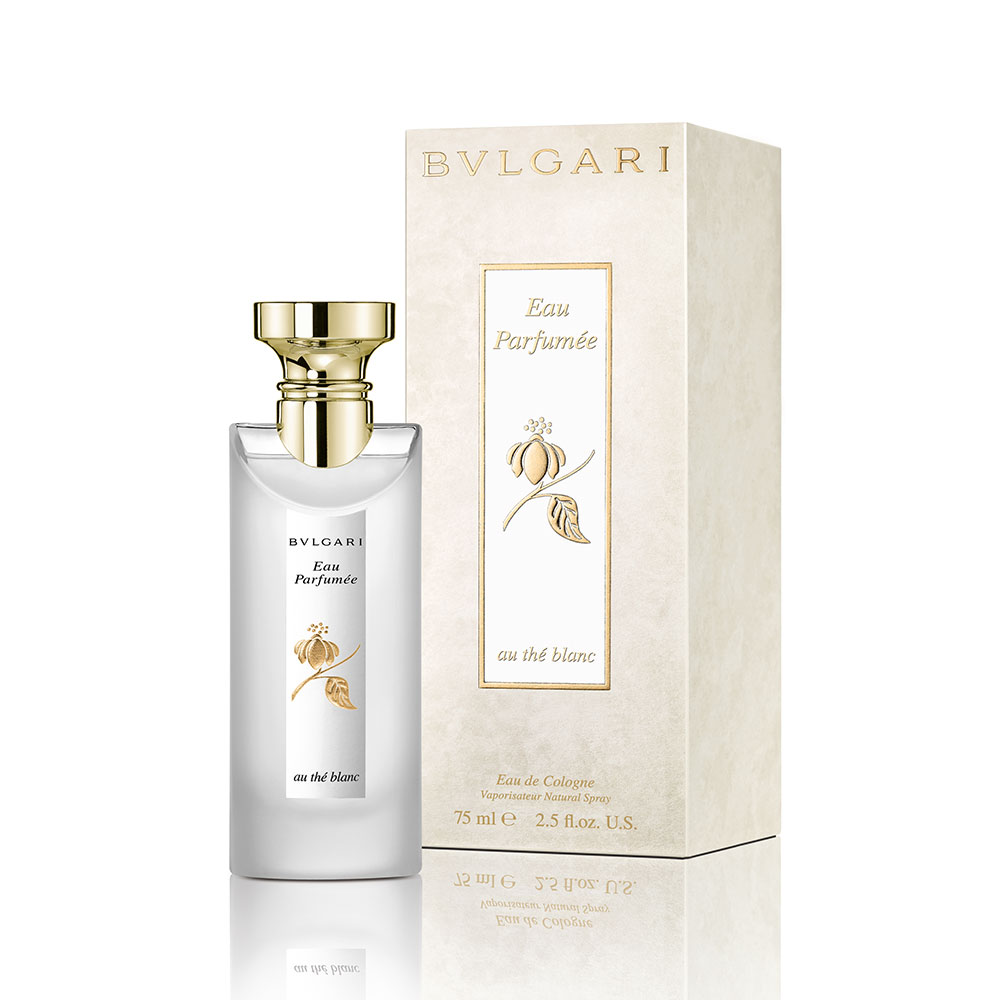 BVLGARI
Eau
Parfumée
au thé blanc
Eau de Cologne
Vaporisateur Natural Spray
75 ml ℮ 2.5 fl.oz. U.S.
BVLGARI
Eau
Parfumée
au thé blanc